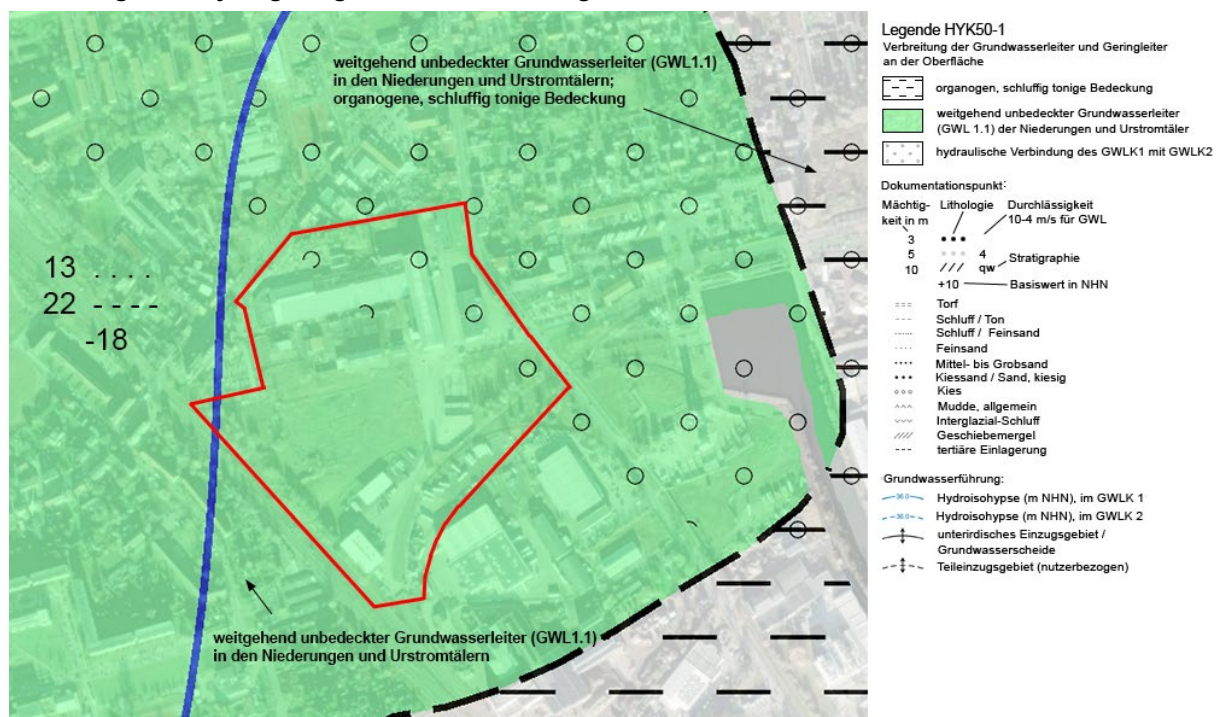 weitgehend unbedeckter Grundwasserleiter (GWL1.1)
in den Niederungen und Urstromtälern;
organogene, schluffig tonige Bedeckung
13
22
-18
weitgehend unbedeckter Grundwasserleiter (GWL1.1)
in den Niederungen und Urstromtälern
Legende HYK50-1
Verbreitung der Grundwasserleiter und Geringleiter
an der Oberfläche
organogen, schluffig tonige Bedeckung
weitgehend unbedeckter Grundwasserleiter
(GWL 1.1) der Niederungen und Urstromtäler
hydraulische Verbindung des GWLK1 mit GWLK2
Dokumentationspunkt:
Mächtig- Lithologie Durchlässigkeit
keit in m 10-4 m/s für GWL
3
5 4
10 qw Stratigraphie
+10 Basiswert in NHN
Torf
Schluff / Ton
Schluff / Feinsand
Feinsand
Mittel- bis Grobsand
Kiessand / Sand, kiesig
Kies
Mudde, allgemein
Interglazial-Schluff
Geschiebemergel
tertiäre Einlagerung
Grundwasserführung:
36.0 Hydroisohypse (m NHN), im GWLK 1
36.0 Hydroisohypse (m NHN), im GWLK 2
unterirdisches Einzugsgebiet /
Grundwasserscheide
Teileinzugsgebiet (nutzerbezogen)